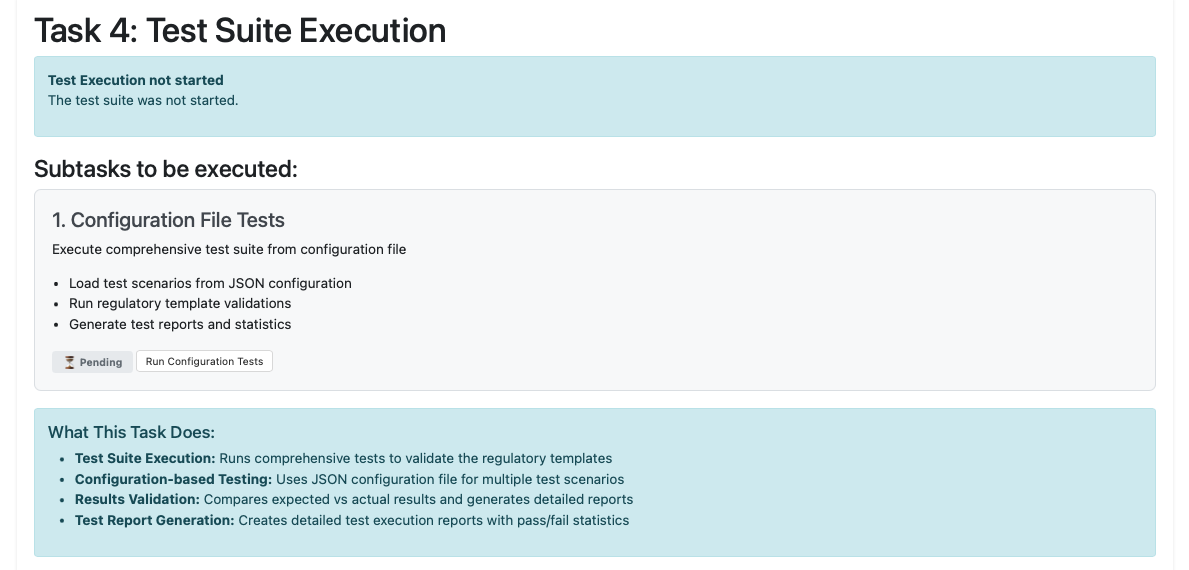 Task 4: Test Suite Execution
Test Execution not started
The test suite was not started.
Subtasks to be executed:
1. Configuration File Tests
Execute comprehensive test suite from configuration file
• Load test scenarios from JSON configuration
• Run regulatory template validations
• Generate test reports and statistics
⏳ Pending Run Configuration Tests
What This Task Does:
• Test Suite Execution: Runs comprehensive tests to validate the regulatory templates
• Configuration-based Testing: Uses JSON configuration file for multiple test scenarios
• Results Validation: Compares expected vs actual results and generates detailed reports
• Test Report Generation: Creates detailed test execution reports with pass/fail statistics